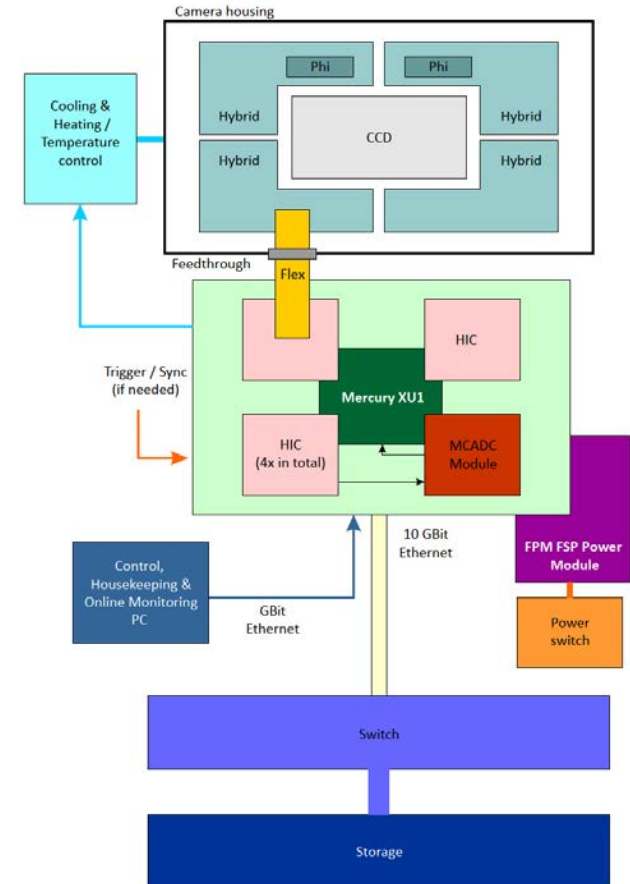 Camera housing
Phi
Phi
Cooling &
Heating /
Temperature
control
Hybrid
Hybrid
CCD
Hybrid
Hybrid
Feedthrough
Flex
HIC
Trigger / Sync
(if needed)
Mercury XU1
HIC
(4x in total)
MCADC
Module
10 GBit
Ethernet
FPM FSP Power
Module
Control,
Housekeeping &
Online Monitoring
PC
GBit
Ethernet
Power
switch
Switch
Storage